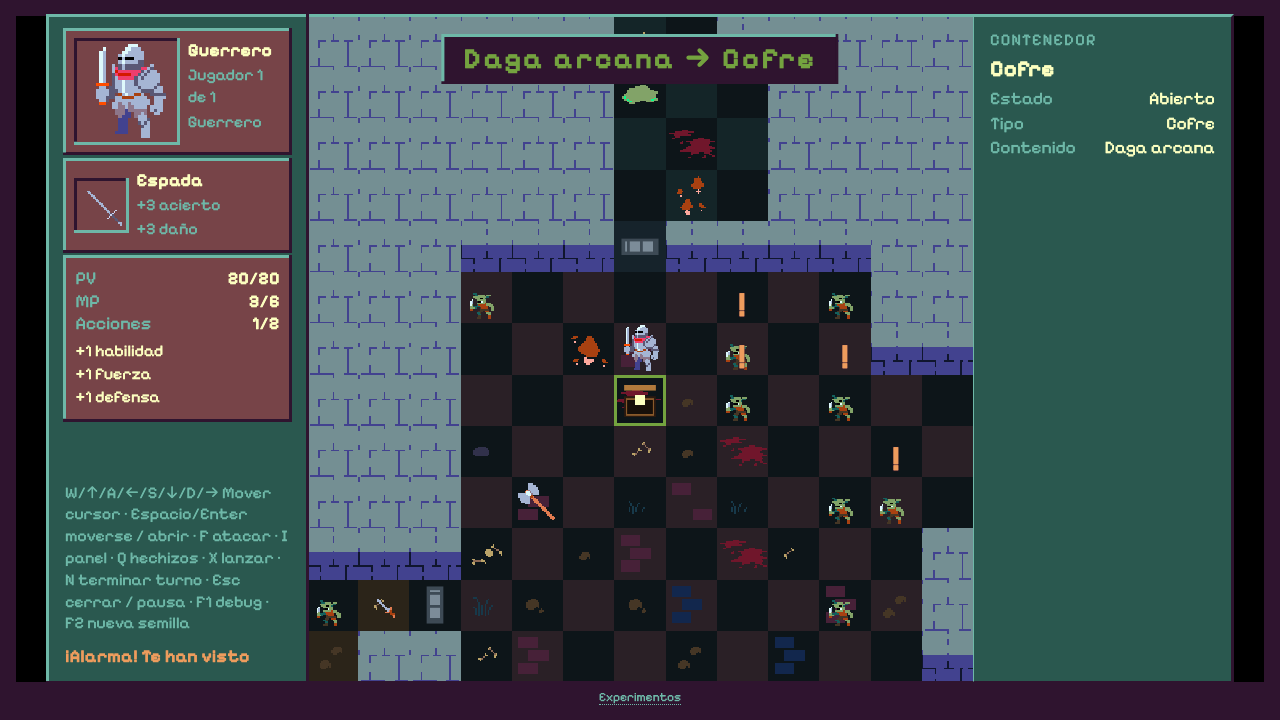 Guerrero
Jugador 1
de 1
Guerrero
Espada
+3 acierto
+3 daño
PV 80/80
MP 3/6
Acciones 1/3
+1 habilidad
+1 fuerza
+1 defensa
W/↑/A/←/S/↓/D/→ Mover
cursor · Espacio/Enter
moverse / abrir · F atacar · I
panel · Q hechizos · X lanzar ·
N terminar turno · Esc
cerrar / pausa · F1 debug ·
F2 nueva semilla
¡Alarma! Te han visto
Daga arcana → Cofre
!
!
!
!
CONTENEDOR
Cofre
Estado Abierto
Tipo Cofre
Contenido Daga arcana
Experimentos